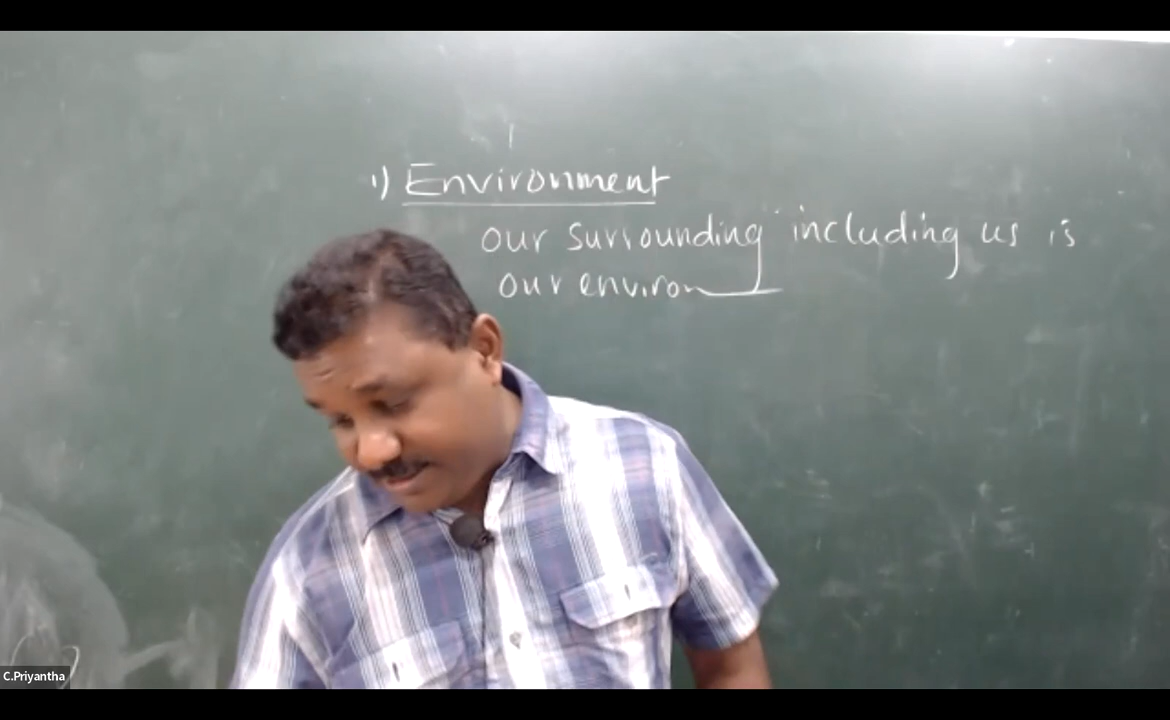 1) Environment
our surrounding including us is
our environ
C.Priyantha